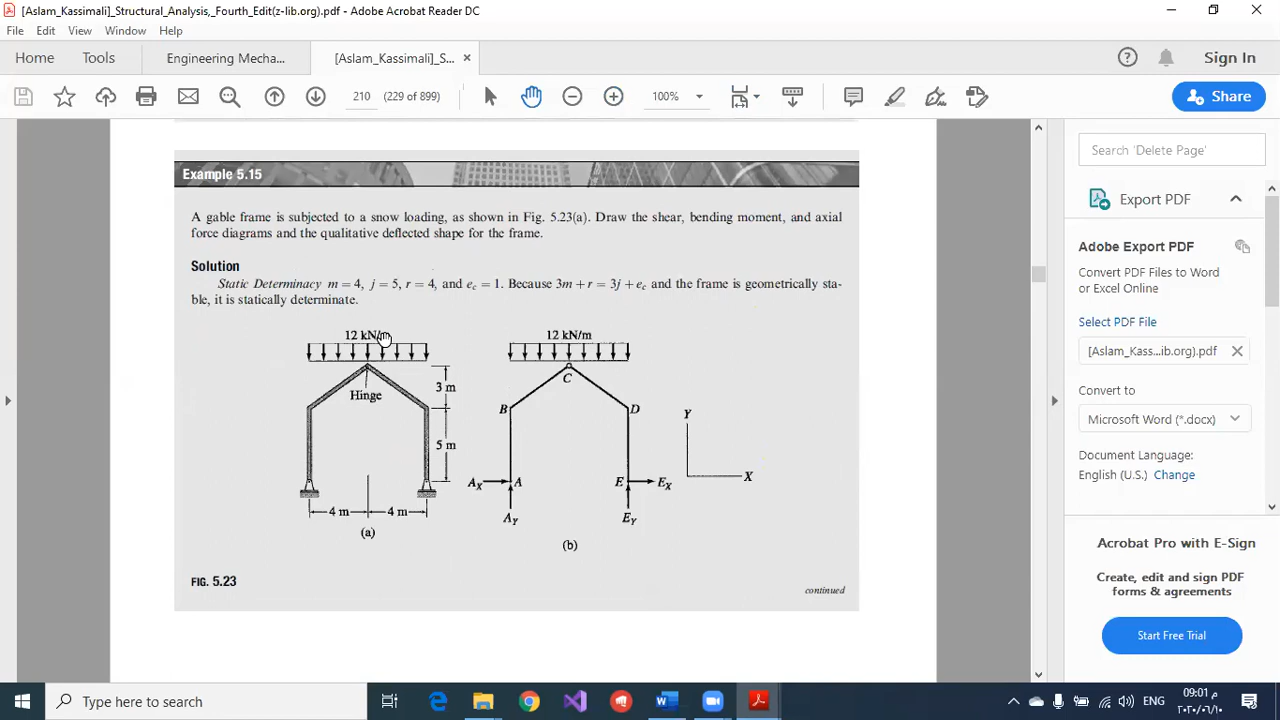 [Aslam_Kassimali]_Structural_Analysis,_Fourth_Edit(z-lib.org).pdf - Adobe Acrobat Reader DC
File Edit View Window Help
Home Tools Engineering Mecha... [Aslam_Kassimali]_S... ×
210 (229 of 899) 100% Share
Sign In
Example 5.15
A gable frame is subjected to a snow loading, as shown in Fig. 5.23(a). Draw the shear, bending moment, and axial
force diagrams and the qualitative deflected shape for the frame.
Solution
Static Determinacy m = 4, j = 5, r = 4, and e_c = 1. Because 3m + r = 3j + e_c and the frame is geometrically sta-
ble, it is statically determinate.
12 kN/m
Hinge
3 m
5 m
4 m 4 m
(a)
12 kN/m
C
B D
Y
X
A_X A E E_X
A_Y E_Y
(b)
FIG. 5.23
continued
Search 'Delete Page'
Export PDF
Adobe Export PDF
Convert PDF Files to Word
or Excel Online
Select PDF File
[Aslam_Kass...ib.org).pdf
Convert to
Microsoft Word (*.docx)
Document Language:
English (U.S.) Change
Acrobat Pro with E-Sign
Create, edit and sign PDF
forms & agreements
Start Free Trial
Type here to search
ENG
09:01 م